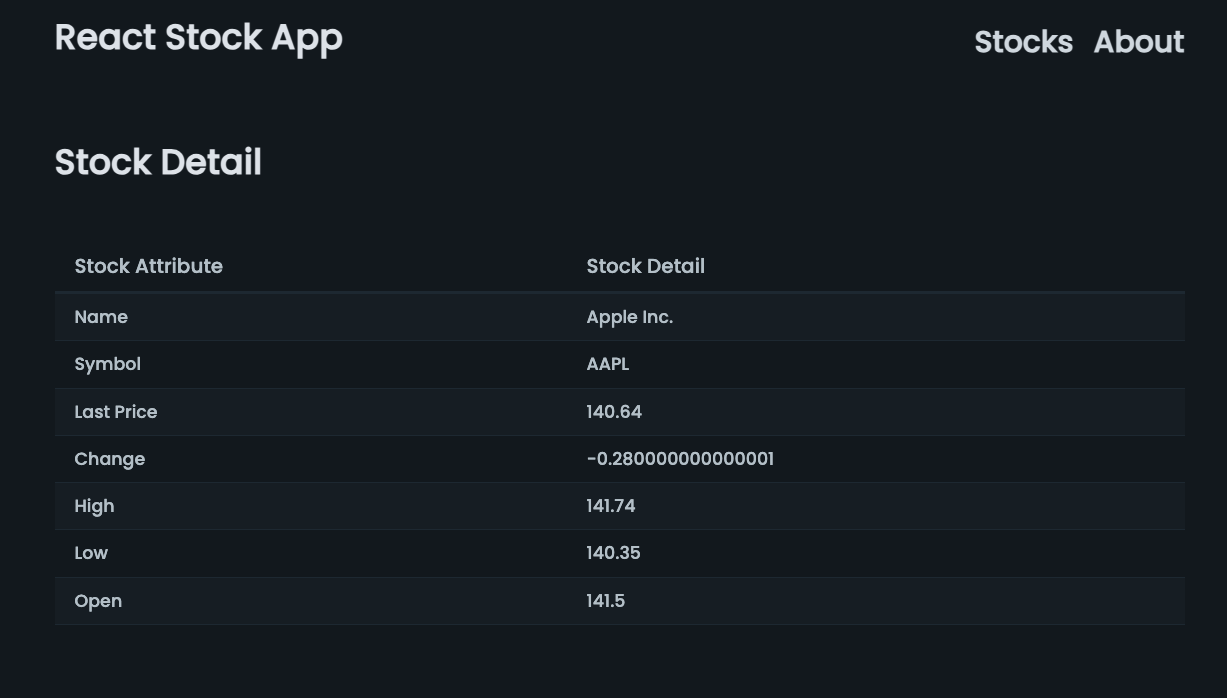 React Stock App
Stocks About
Stock Detail
Stock Attribute Stock Detail
Name Apple Inc.
Symbol AAPL
Last Price 140.64
Change -0.280000000000001
High 141.74
Low 140.35
Open 141.5